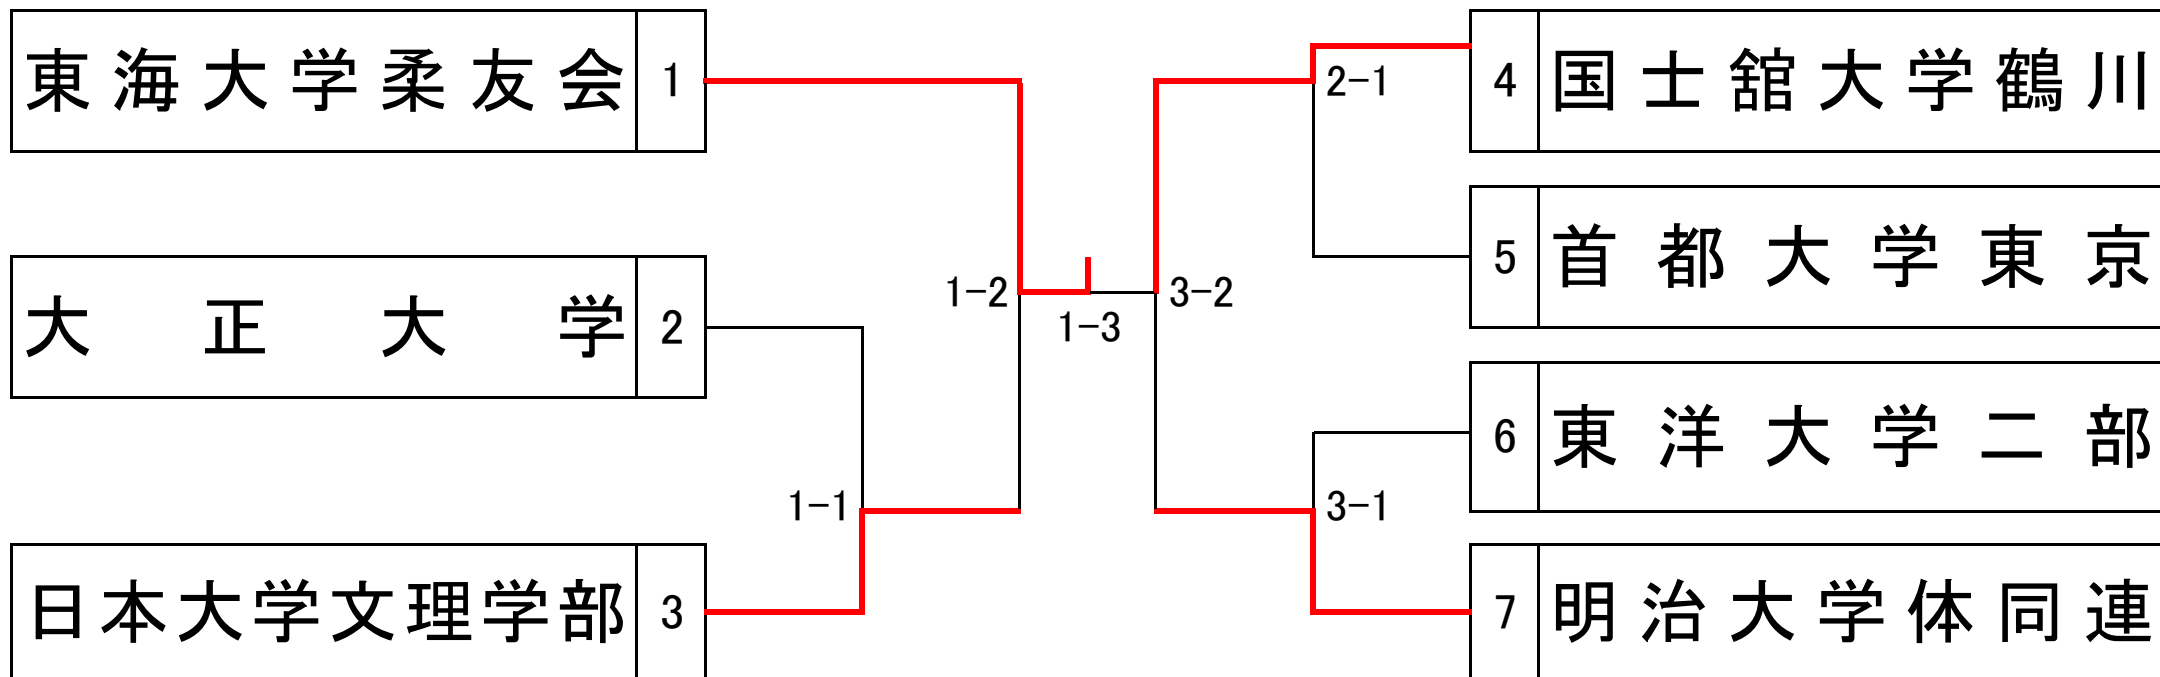 東海大学柔友会 1
大正大学 2
日本大学文理学部 3
1-1
1-2
1-3
3-2
2-1
3-1
4 国士舘大学鶴川
5 首都大学東京
6 東洋大学二部
7 明治大学体同連